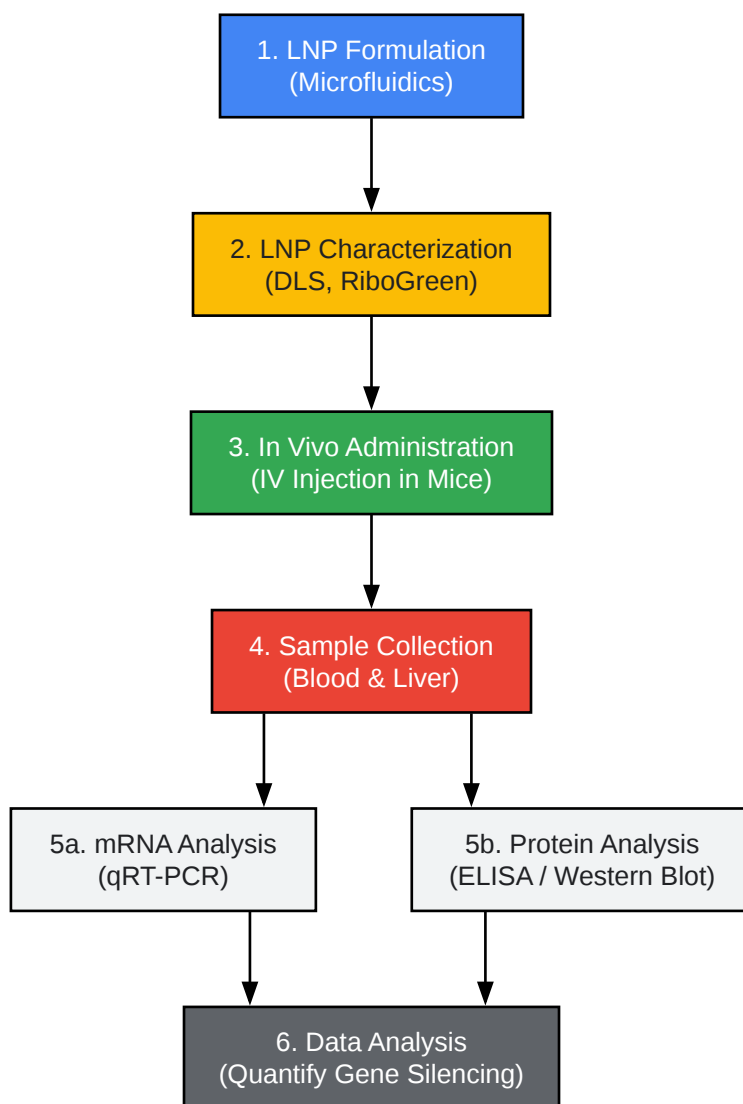 1. LNP Formulation
(Microfluidics)
2. LNP Characterization
(DLS, RiboGreen)
3. In Vivo Administration
(IV Injection in Mice)
4. Sample Collection
(Blood & Liver)
5a. mRNA Analysis
(qRT-PCR)
5b. Protein Analysis
(ELISA / Western Blot)
6. Data Analysis
(Quantify Gene Silencing)